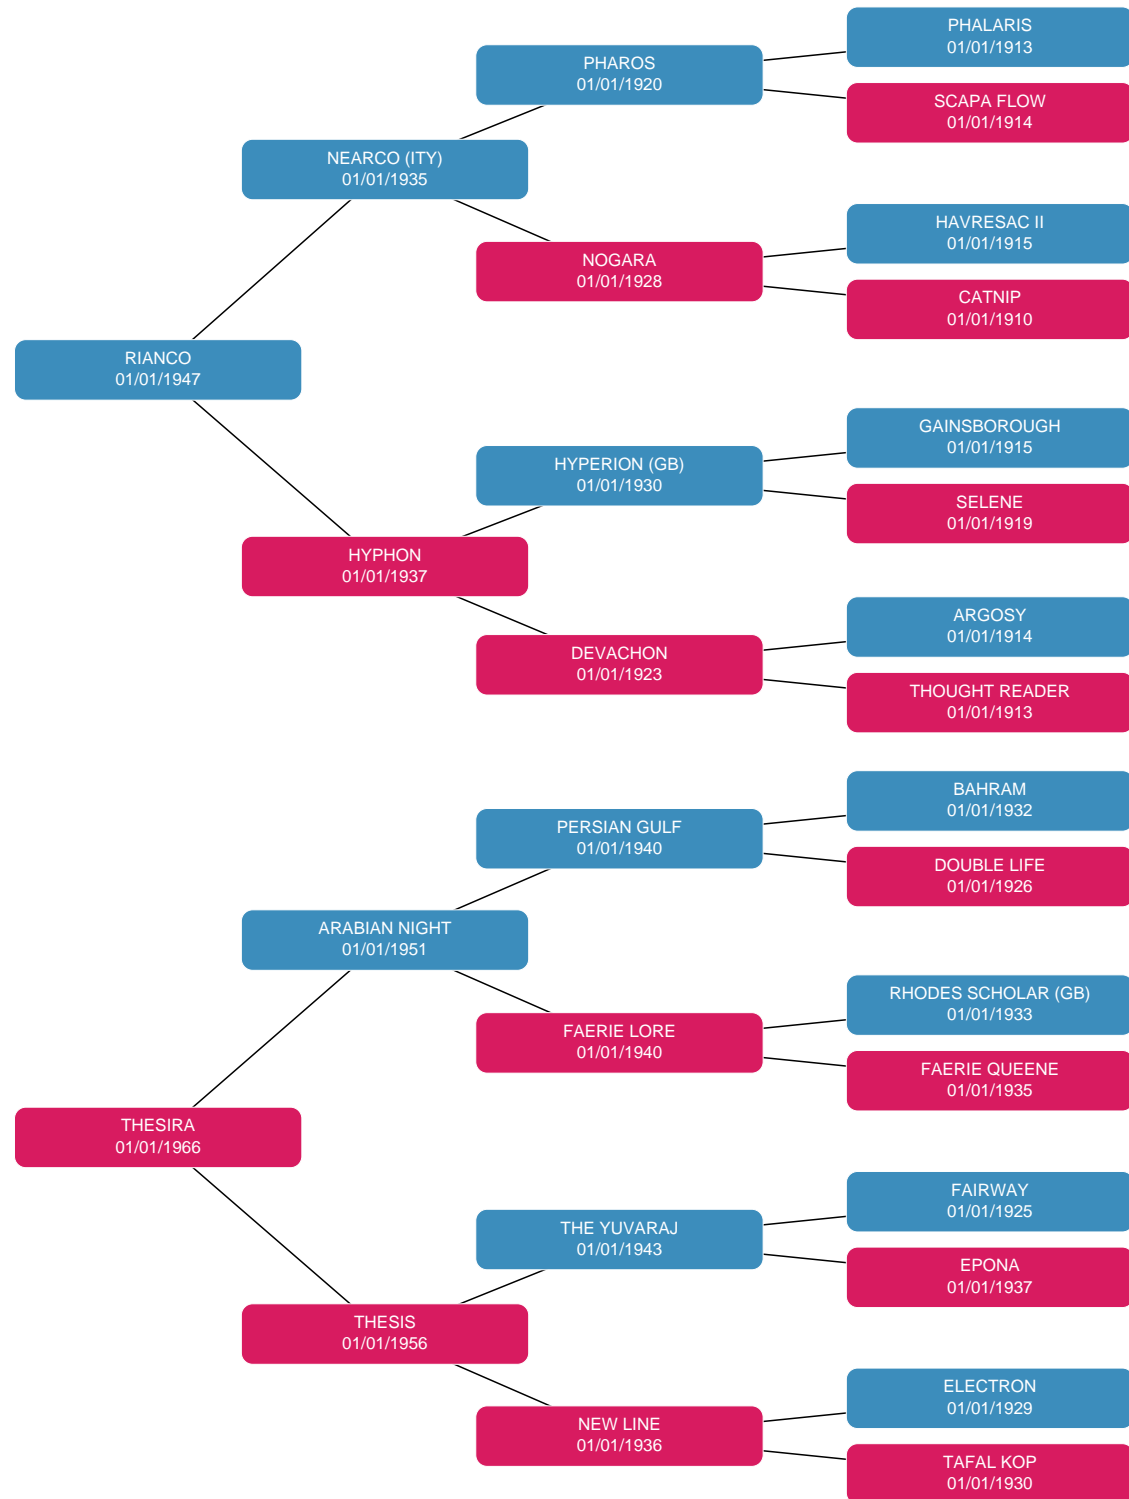 PHALARIS
01/01/1913
PHAROS
01/01/1920
SCAPA FLOW
01/01/1914
NEARCO (ITY)
01/01/1935
HAVRESAC II
01/01/1915
NOGARA
01/01/1928
CATNIP
01/01/1910
RIANCO
01/01/1947
GAINSBOROUGH
01/01/1915
HYPERION (GB)
01/01/1930
SELENE
01/01/1919
HYPHON
01/01/1937
ARGOSY
01/01/1914
DEVACHON
01/01/1923
THOUGHT READER
01/01/1913
BAHRAM
01/01/1932
PERSIAN GULF
01/01/1940
DOUBLE LIFE
01/01/1926
ARABIAN NIGHT
01/01/1951
RHODES SCHOLAR (GB)
01/01/1933
FAERIE LORE
01/01/1940
FAERIE QUEENE
01/01/1935
THESIRA
01/01/1966
FAIRWAY
01/01/1925
THE YUVARAJ
01/01/1943
EPONA
01/01/1937
THESIS
01/01/1956
ELECTRON
01/01/1929
NEW LINE
01/01/1936
TAFAL KOP
01/01/1930